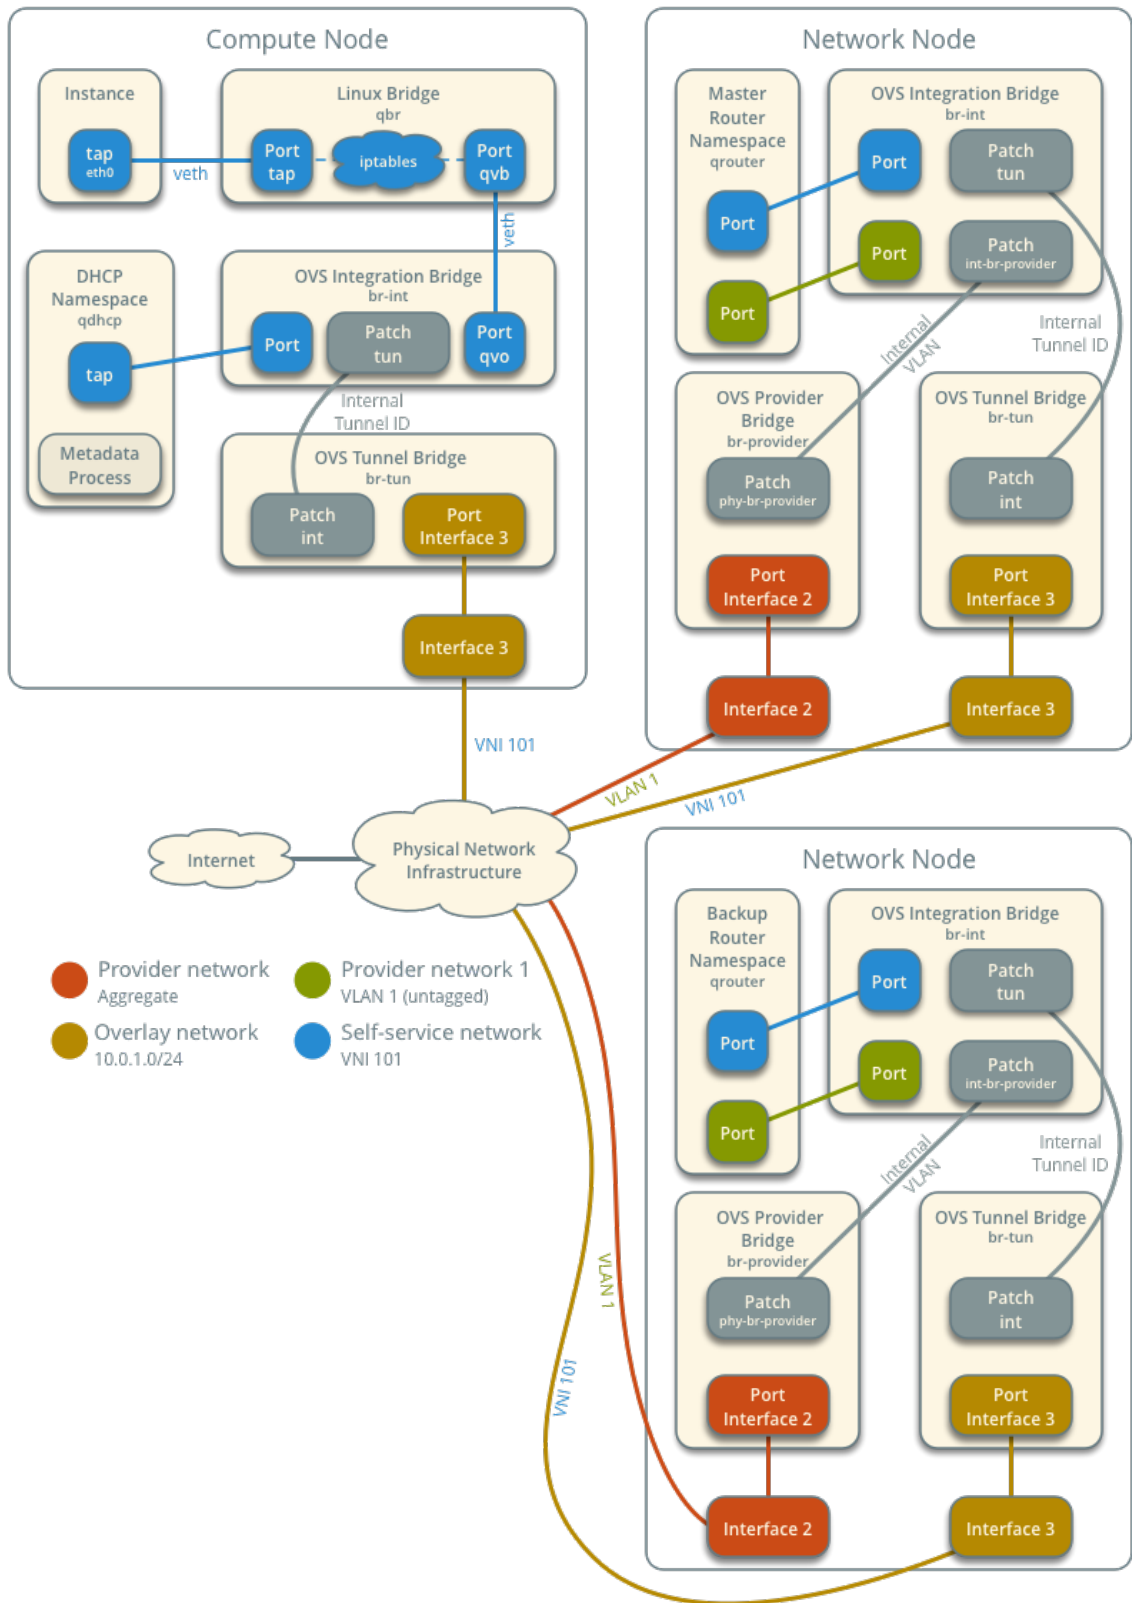 Compute Node
Instance
tap
eth0
veth
Linux Bridge
qbr
Port
tap
iptables
Port
qvb
veth
DHCP
Namespace
qdhcp
tap
Metadata
Process
OVS Integration Bridge
br-int
Port
Patch
tun
Port
qvo
Internal
Tunnel ID
OVS Tunnel Bridge
br-tun
Patch
int
Port
Interface 3
Interface 3
VNI 101
Network Node
Master
Router
Namespace
qrouter
Port
Port
OVS Integration Bridge
br-int
Port
Patch
tun
Port
Patch
int-br-provider
Internal
VLAN
Internal
Tunnel ID
OVS Provider
Bridge
br-provider
Patch
phy-br-provider
Port
Interface 2
OVS Tunnel Bridge
br-tun
Patch
int
Port
Interface 3
Interface 2
Interface 3
VLAN 1
VNI 101
Internet
Physical Network
Infrastructure
Provider network
Aggregate
Provider network 1
VLAN 1 (untagged)
Overlay network
10.0.1.0/24
Self-service network
VNI 101
Network Node
Backup
Router
Namespace
qrouter
Port
Port
OVS Integration Bridge
br-int
Port
Patch
tun
Port
Patch
int-br-provider
Internal
VLAN
Internal
Tunnel ID
OVS Provider
Bridge
br-provider
Patch
phy-br-provider
Port
Interface 2
OVS Tunnel Bridge
br-tun
Patch
int
Port
Interface 3
Interface 2
Interface 3
VLAN 1
VNI 101